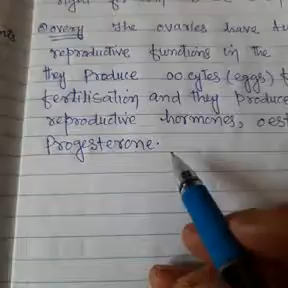 ovary The ovaries have
reproductive functions in the
they produce oocytes (eggs)
fertilisation and they produce
reproductive hormones, oest
Progesterone.